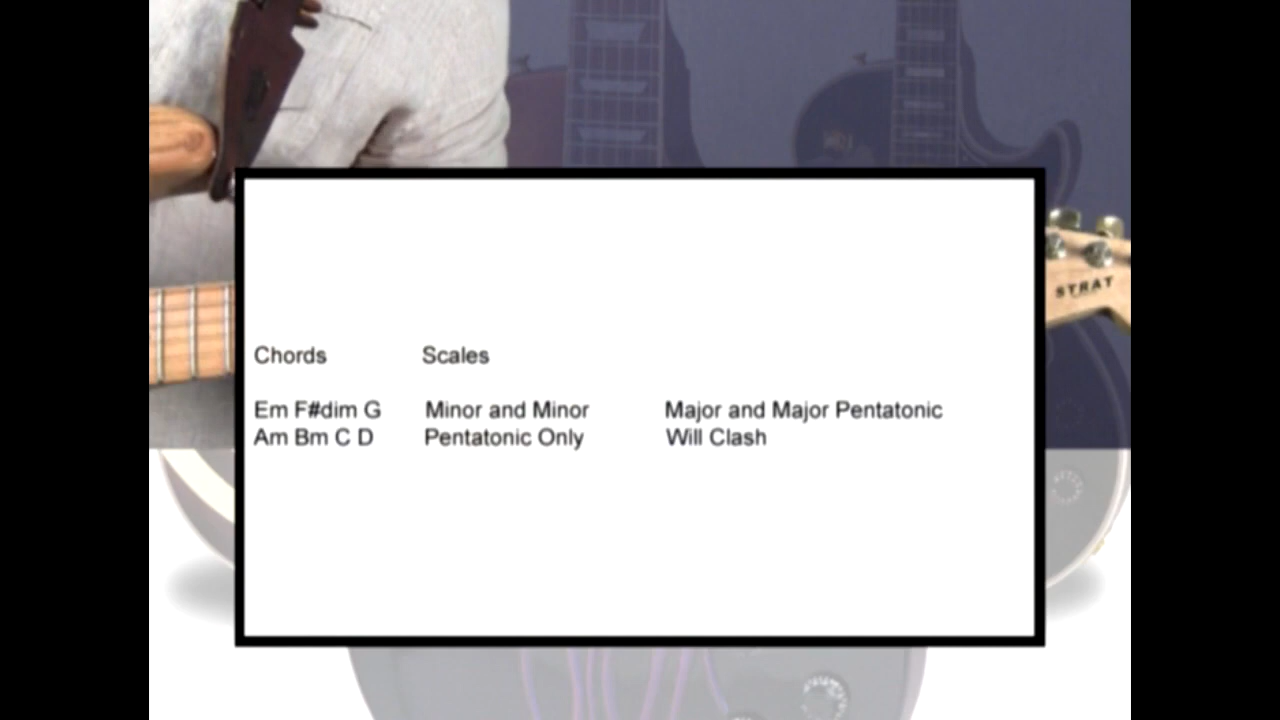 STRAT
Chords Scales
Em F#dim G Minor and Minor Major and Major Pentatonic
Am Bm C D Pentatonic Only Will Clash